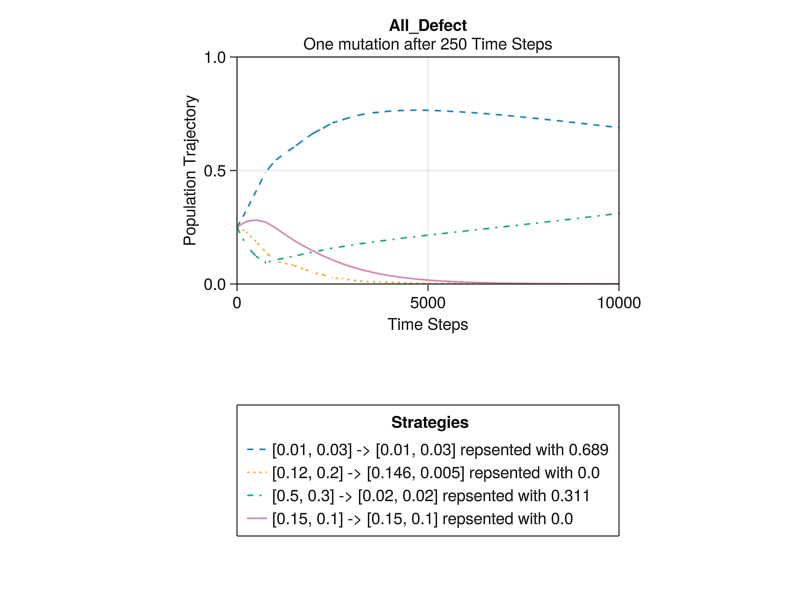 All_Defect
One mutation after 250 Time Steps
Population Trajectory
1.0
0.5
0.0
0
5000
10000
Time Steps
Strategies
[0.01, 0.03] -> [0.01, 0.03] repsented with 0.689
[0.12, 0.2] -> [0.146, 0.005] repsented with 0.0
[0.5, 0.3] -> [0.02, 0.02] repsented with 0.311
[0.15, 0.1] -> [0.15, 0.1] repsented with 0.0